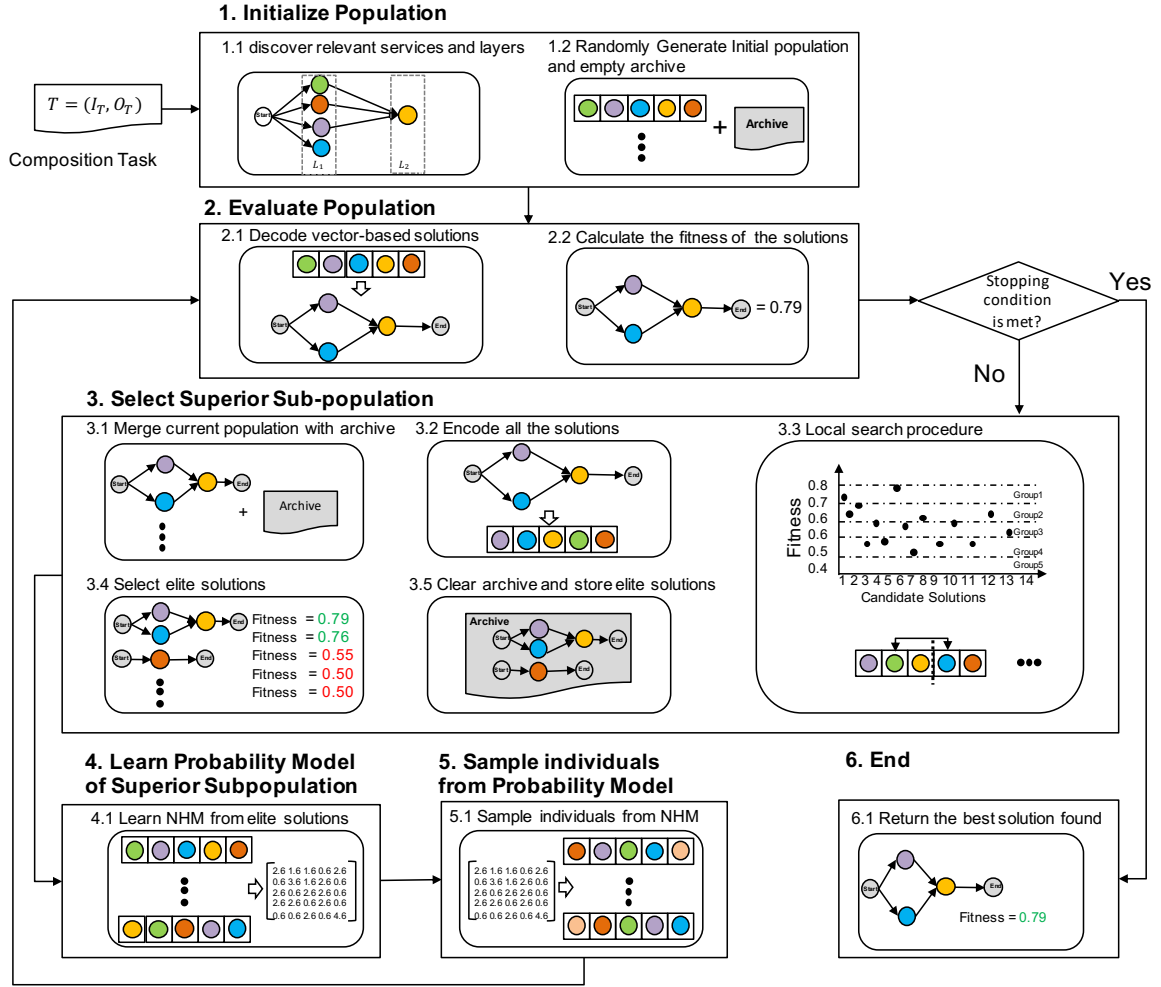 1. Initialize Population
1.1 discover relevant services and layers
1.2 Randomly Generate Initial population
and empty archive
T = (I_T, O_T)
Composition Task
Start
L_1
L_2
+
Archive
2. Evaluate Population
2.1 Decode vector-based solutions
Start
End
2.2 Calculate the fitness of the solutions
Start
End
= 0.79
Stopping
condition
is met?
Yes
No
3. Select Superior Sub-population
3.1 Merge current population with archive
Start
End
+
Archive
3.2 Encode all the solutions
Start
End
3.3 Local search procedure
Fitness
0.8
0.7
0.6
0.6
0.5
0.4
Group1
Group2
Group3
Group4
Group5
1 2 3 4 5 6 7 8 9 10 11 12 13 14
Candidate Solutions
3.4 Select elite solutions
Start
End
Start
End
Fitness = 0.79
Fitness = 0.76
Fitness = 0.55
Fitness = 0.50
Fitness = 0.50
3.5 Clear archive and store elite solutions
Archive
Start
End
Start
End
4. Learn Probability Model
of Superior Subpopulation
4.1 Learn NHM from elite solutions
2.6 1.6 1.6 0.6 2.6
0.6 3.6 1.6 2.6 0.6
2.6 0.6 2.6 2.6 0.6
2.6 2.6 0.6 2.6 0.6
0.6 0.6 2.6 0.6 4.6
5. Sample individuals
from Probability Model
5.1 Sample individuals from NHM
2.6 1.6 1.6 0.6 2.6
0.6 3.6 1.6 2.6 0.6
2.6 0.6 2.6 2.6 0.6
2.6 2.6 0.6 2.6 0.6
0.6 0.6 2.6 0.6 4.6
6. End
6.1 Return the best solution found
Start
End
Fitness = 0.79